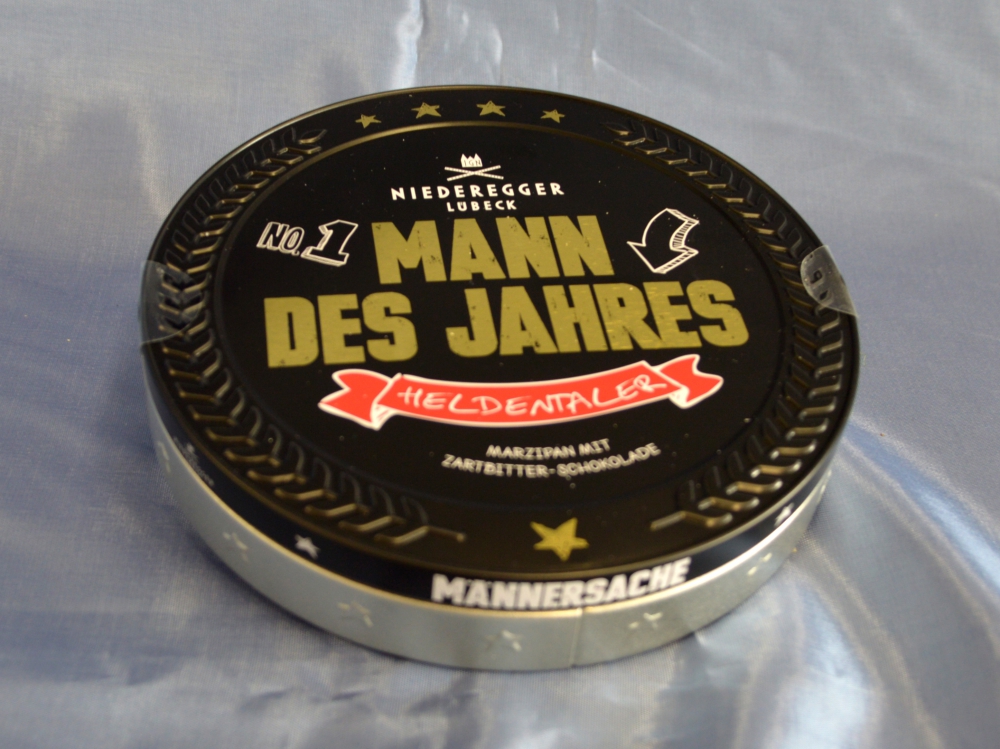 NIEDEREGGER
LÜBECK
NO. 1
MANN
DES JAHRES
HELDENTALER
MARZIPAN MIT
ZARTBITTER-SCHOKOLADE
MÄNNERSACHE